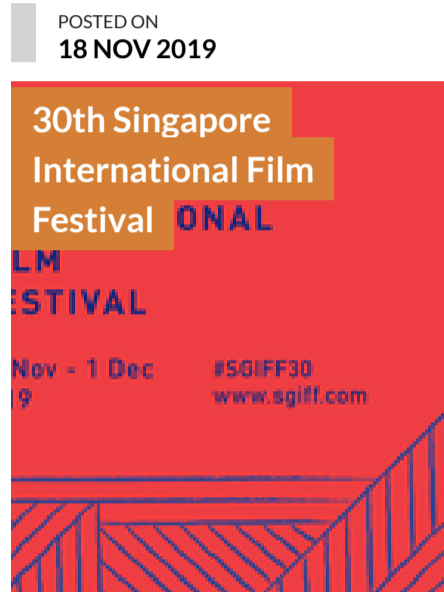 POSTED ON
18 NOV 2019
30th Singapore
International Film
Festival
ONAL
LM
ESTIVAL
Nov - 1 Dec
#SGIFF30
19
www.sgiff.com